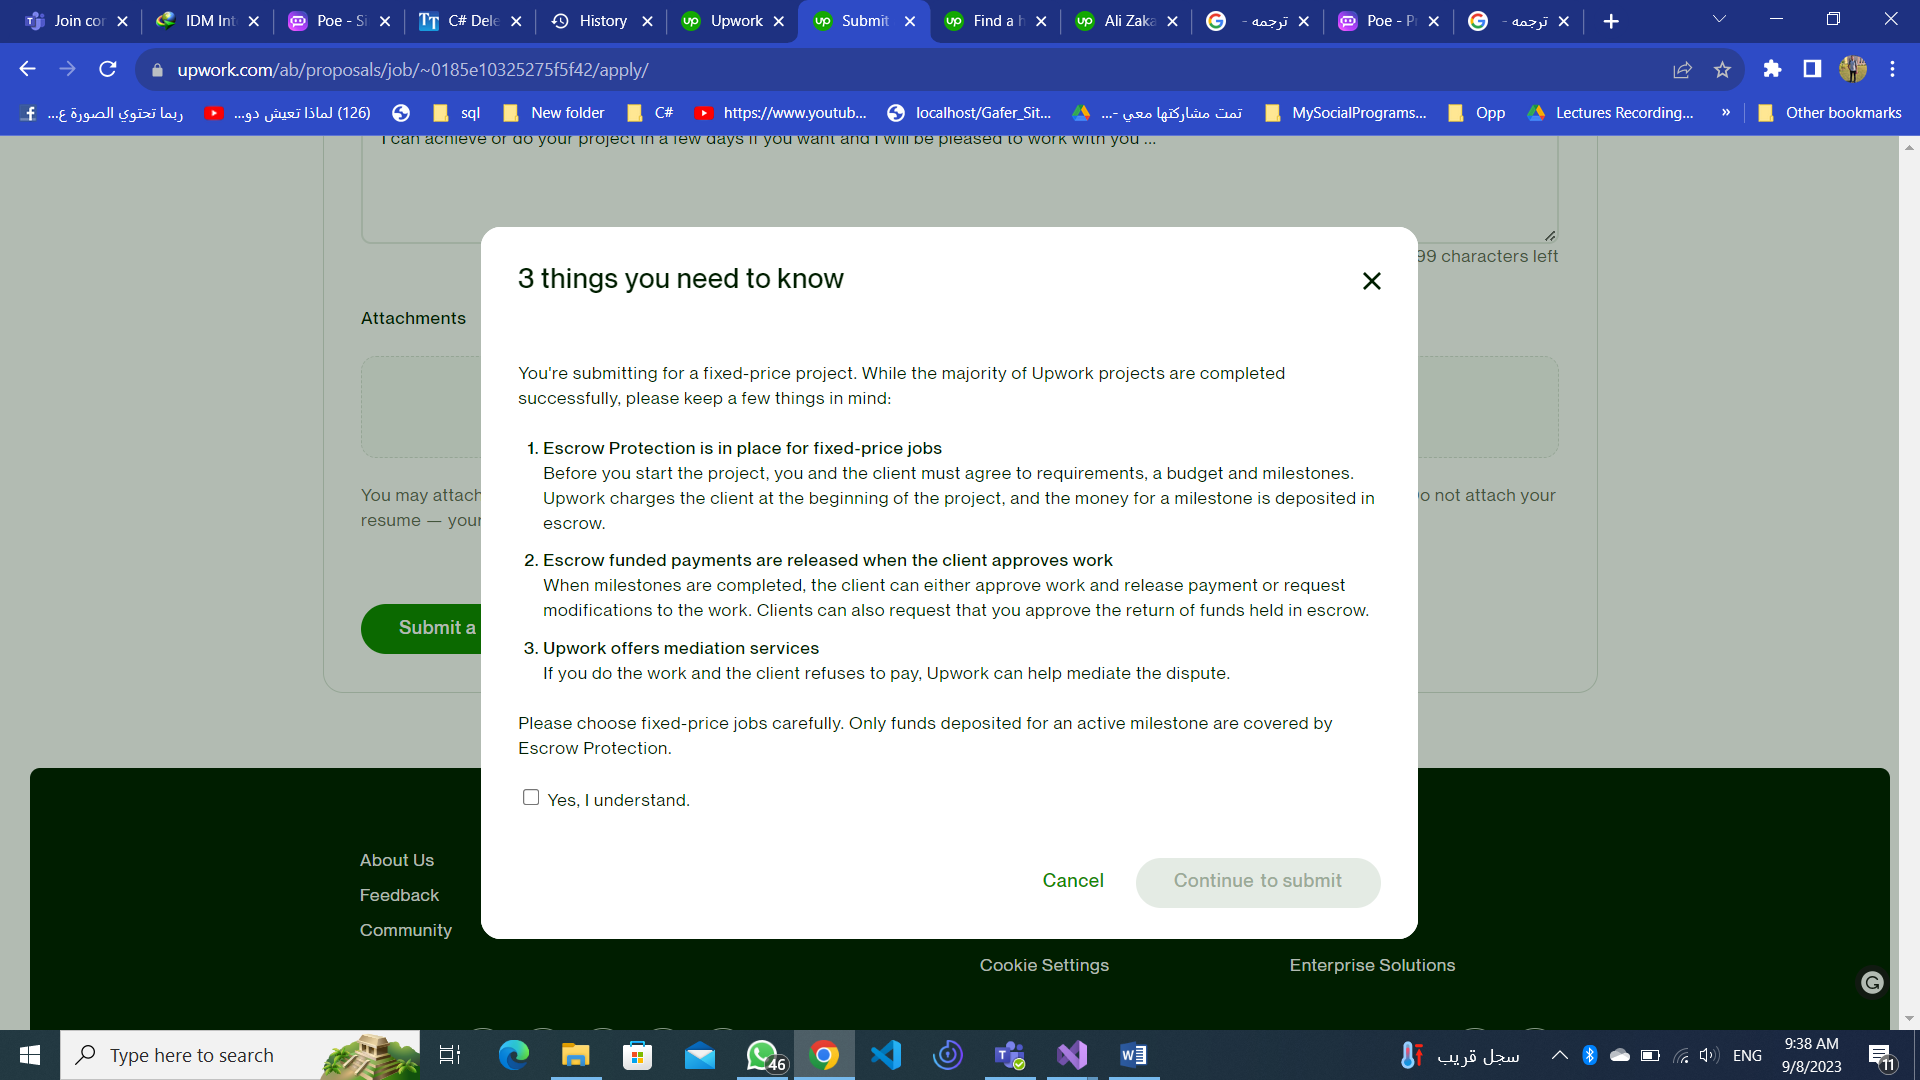 Join cor
IDM Int
Poe - Si
C# Dele
History
Upwork
Submit
Find a h
Ali Zaka
ترجمه -
Poe - P
ترجمه -
upwork.com/ab/proposals/job/~0185e10325275f5f42/apply/
ربما تحتوي الصورة ع...
(126) لماذا تعيش دو...
sql
New folder
C#
https://www.youtub...
localhost/Gafer_Sit...
تمت مشاركتها معي -...
MySocialPrograms...
Opp
Lectures Recording...
»
Other bookmarks
I can achieve or do your project in a few days if you want and I will be pleased to work with you ...
99 characters left
Attachments
You may attach
o not attach your
resume — your
Submit a
3 things you need to know
You're submitting for a fixed-price project. While the majority of Upwork projects are completed
successfully, please keep a few things in mind:
1. Escrow Protection is in place for fixed-price jobs
Before you start the project, you and the client must agree to requirements, a budget and milestones.
Upwork charges the client at the beginning of the project, and the money for a milestone is deposited in
escrow.
2. Escrow funded payments are released when the client approves work
When milestones are completed, the client can either approve work and release payment or request
modifications to the work. Clients can also request that you approve the return of funds held in escrow.
3. Upwork offers mediation services
If you do the work and the client refuses to pay, Upwork can help mediate the dispute.
Please choose fixed-price jobs carefully. Only funds deposited for an active milestone are covered by
Escrow Protection.
Yes, I understand.
Cancel
Continue to submit
About Us
Feedback
Community
Cookie Settings
Enterprise Solutions
Type here to search
46
سجل قريب
ENG
9:38 AM
9/8/2023
11